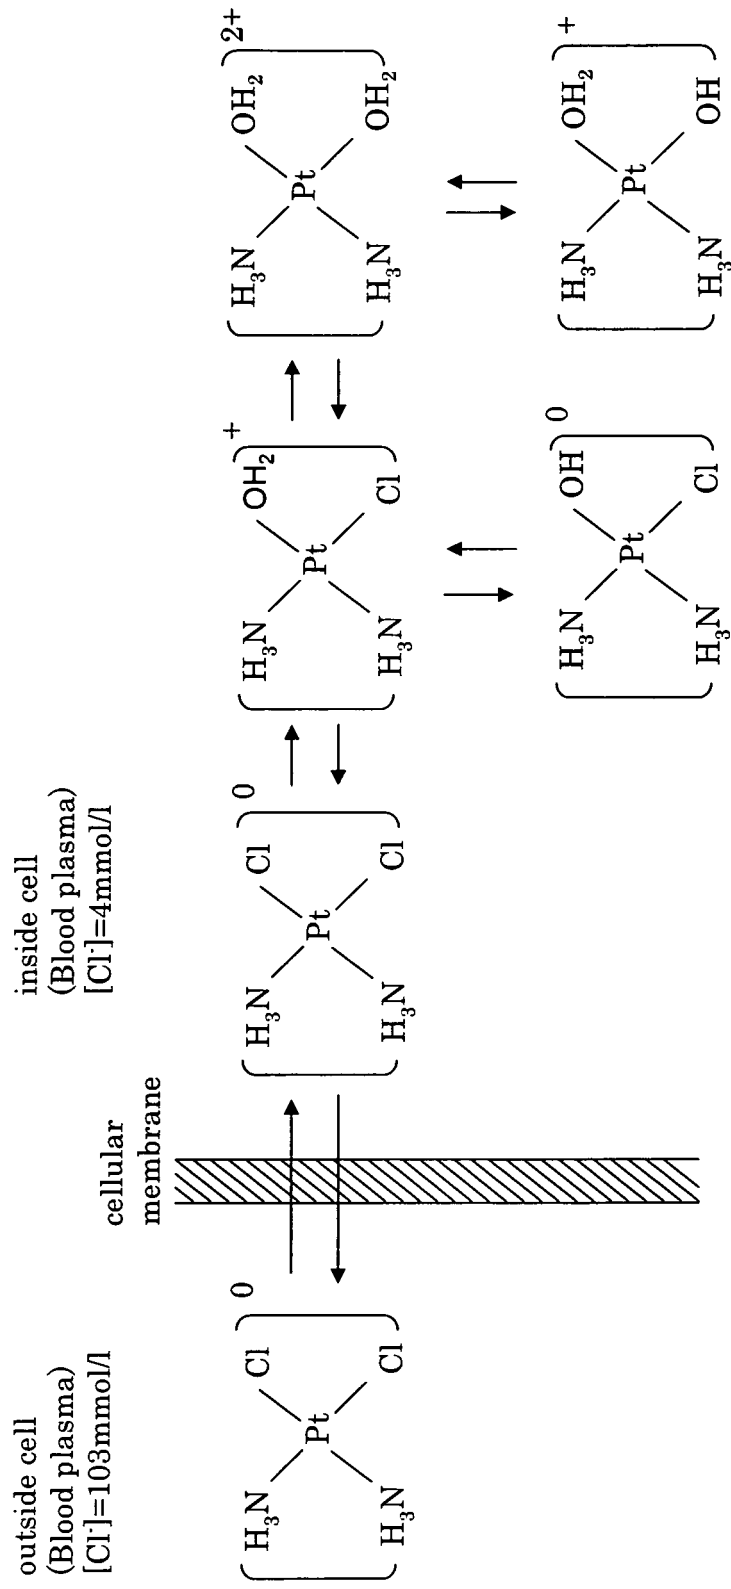 outside cell
(Blood plasma)
[Cl⁻]=103mmol/l
cellular
membrane
inside cell
(Blood plasma)
[Cl⁻]=4mmol/l
H₃N Cl 0
Pt
H₃N Cl
H₃N Cl 0
Pt
H₃N Cl
H₃N OH₂ +
Pt
H₃N Cl
H₃N OH₂ 2+
Pt
H₃N OH₂
H₃N OH 0
Pt
H₃N Cl
H₃N OH₂ +
Pt
H₃N OH